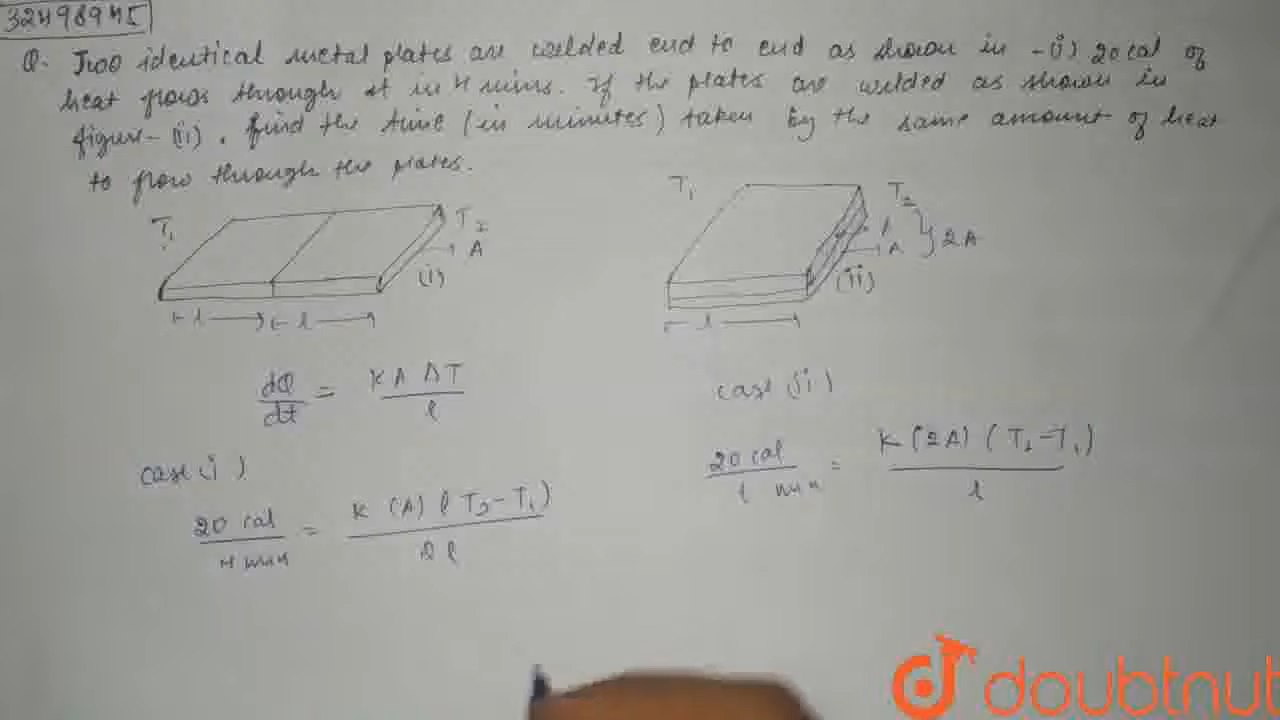 32498945
Q. Two identical metal plates are welded end to end as shown in -(i) 20 cal of
heat flows through it in 4 mins. If the plates are welded as shown in
figure-(ii). find the time (in minutes) taken by the same amount of heat
to flow through the plates.
T₁ T₂
A
(i)
l l
T₁ T₂
A
A
2A
(ii)
l
dQ/dt = K A ΔT / l
case (i)
20 cal / 4 min = K (A) (T₂-T₁) / 2l
case (ii)
20 cal / t min = K (2A) (T₂-T₁) / l
doubtnut